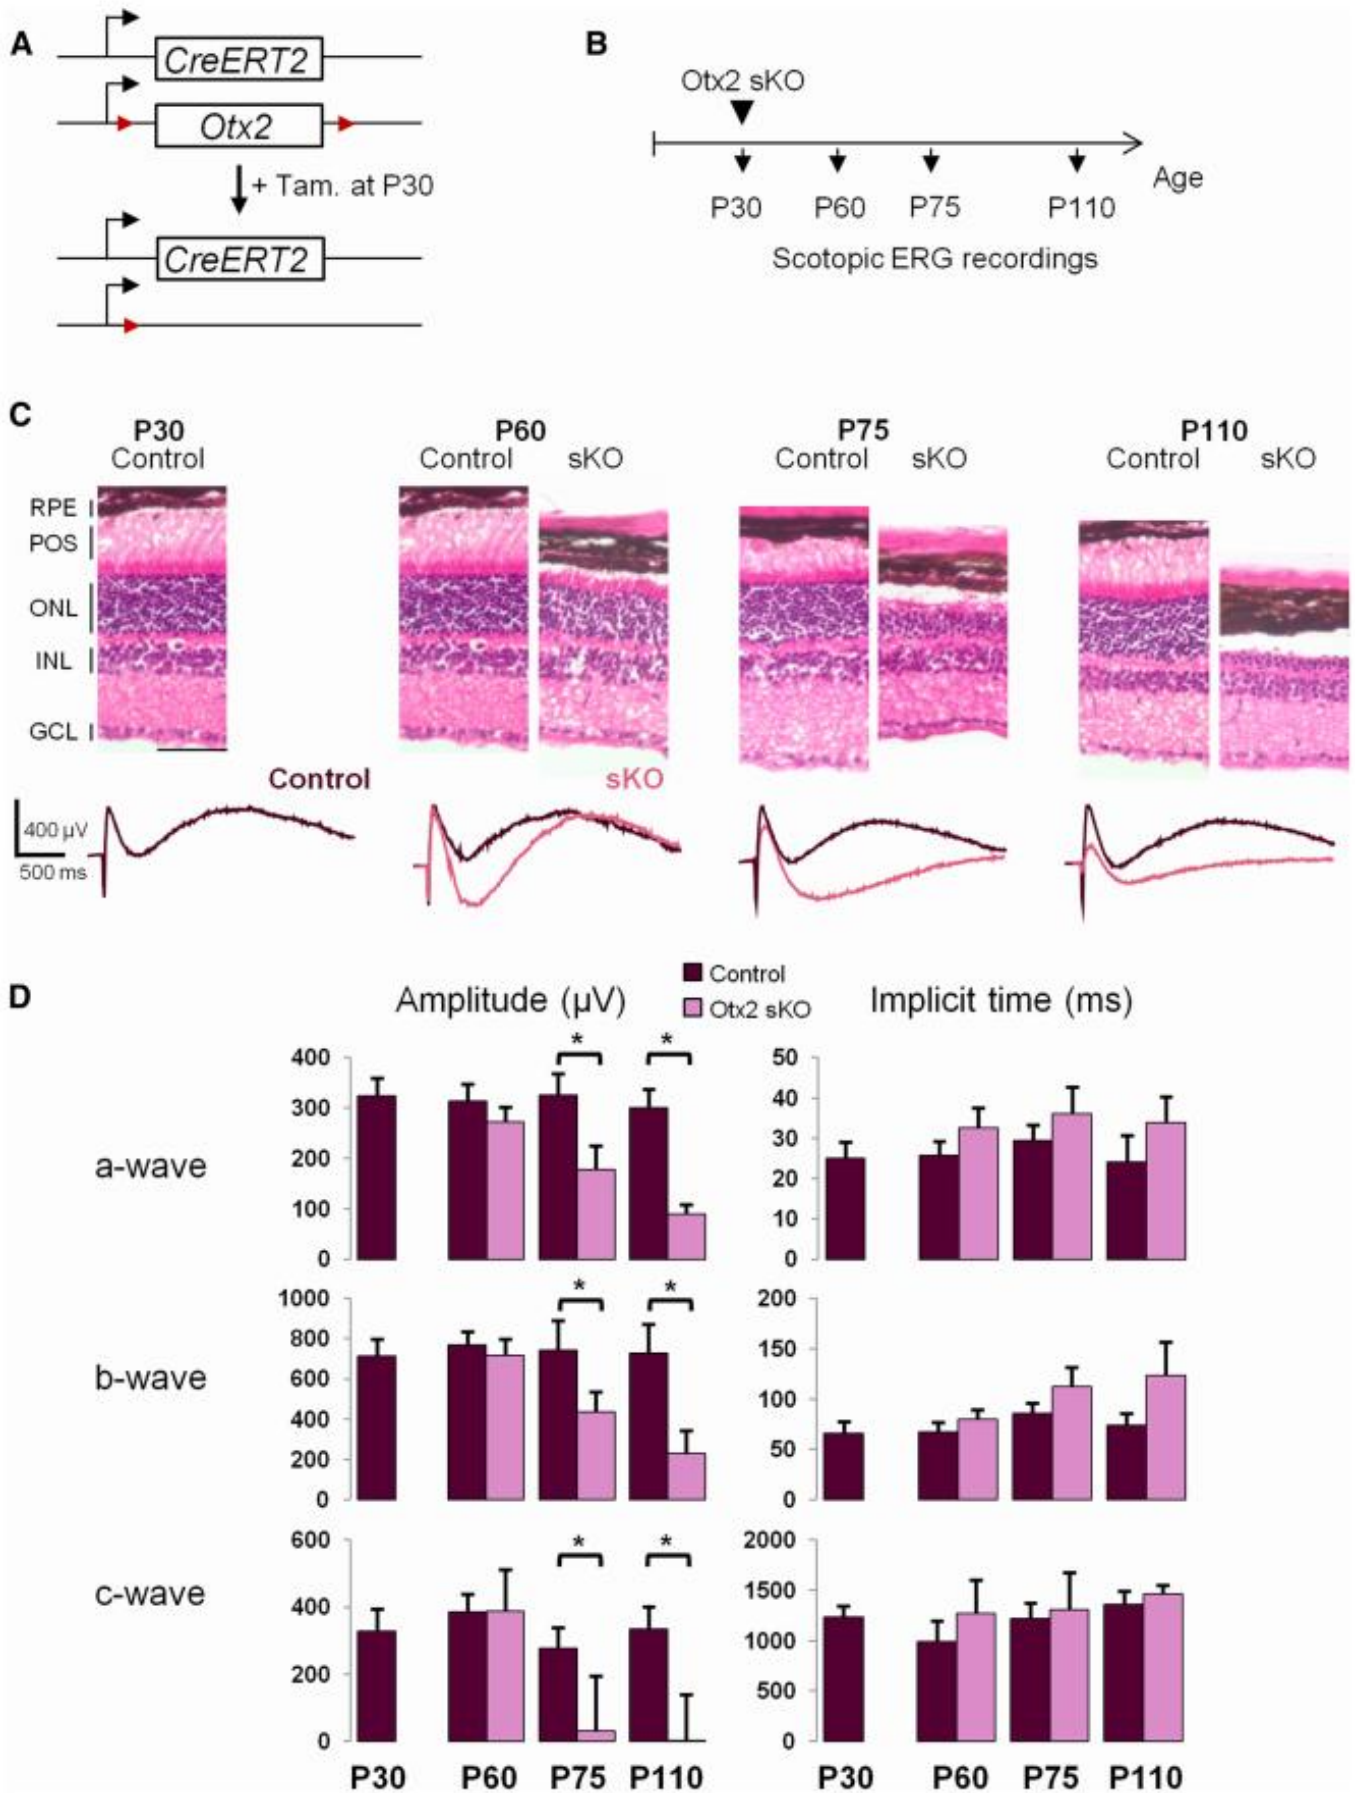 A
CreERT2
Otx2
+ Tam. at P30
CreERT2
B
Otx2 sKO
Age
P30 P60 P75 P110
Scotopic ERG recordings
C
P30 P60 P75 P110
Control Control sKO Control sKO Control sKO
RPE
POS
ONL
INL
GCL
Control sKO
400 µV
500 ms
D
Amplitude (µV)
Control
Otx2 sKO
Implicit time (ms)
* *
a-wave
400
300
200
100
0
50
40
30
20
10
0
* *
b-wave
1000
800
600
400
200
0
200
150
100
50
0
* *
c-wave
600
400
200
0
2000
1500
1000
500
0
P30 P60 P75 P110
P30 P60 P75 P110